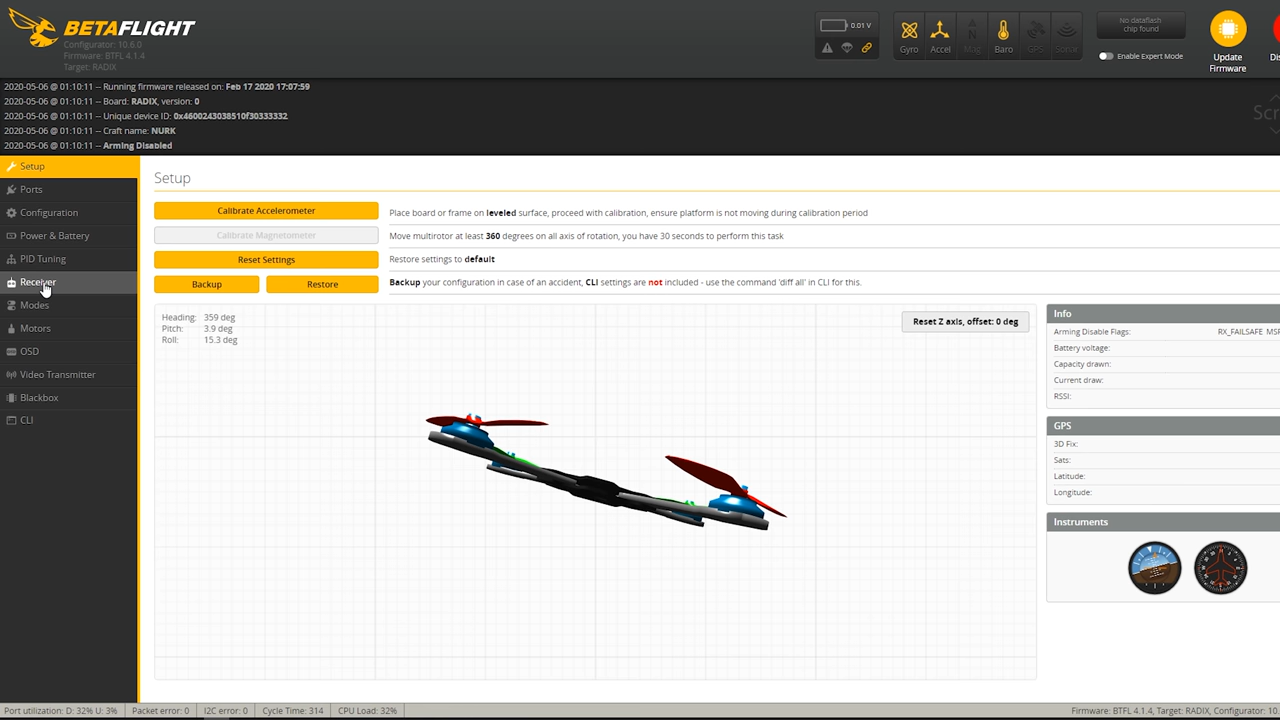 BETAFLIGHT
Configurator: 10.6.0
Firmware: BTFL 4.1.4
Target: RADIX
0.01 V
Gyro
Accel
Mag
Baro
GPS
Sonar
No dataflash
chip found
Enable Expert Mode
Update
Firmware
Dis
2020-05-06 @ 01:10:11 -- Running firmware released on: Feb 17 2020 17:07:59
2020-05-06 @ 01:10:11 -- Board: RADIX, version: 0
2020-05-06 @ 01:10:11 -- Unique device ID: 0x4600243038510f30333332
2020-05-06 @ 01:10:11 -- Craft name: NURK
2020-05-06 @ 01:10:11 -- Arming Disabled
Scr
Setup
Ports
Configuration
Power & Battery
PID Tuning
Receiver
Modes
Motors
OSD
Video Transmitter
Blackbox
CLI
Setup
Calibrate Accelerometer
Place board or frame on leveled surface, proceed with calibration, ensure platform is not moving during calibration period
Calibrate Magnetometer
Move multirotor at least 360 degrees on all axis of rotation, you have 30 seconds to perform this task
Reset Settings
Restore settings to default
Backup
Restore
Backup your configuration in case of an accident, CLI settings are not included - use the command 'diff all' in CLI for this.
Heading: 359 deg
Pitch: 3.9 deg
Roll: 15.3 deg
Reset Z axis, offset: 0 deg
Info
Arming Disable Flags: RX_FAILSAFE MSP
Battery voltage:
Capacity drawn:
Current draw:
RSSI:
GPS
3D Fix:
Sats:
Latitude:
Longitude:
Instruments
Port utilization: D: 32% U: 3%
Packet error: 0
I2C error: 0
Cycle Time: 314
CPU Load: 32%
Firmware: BTFL 4.1.4, Target: RADIX, Configurator: 10.